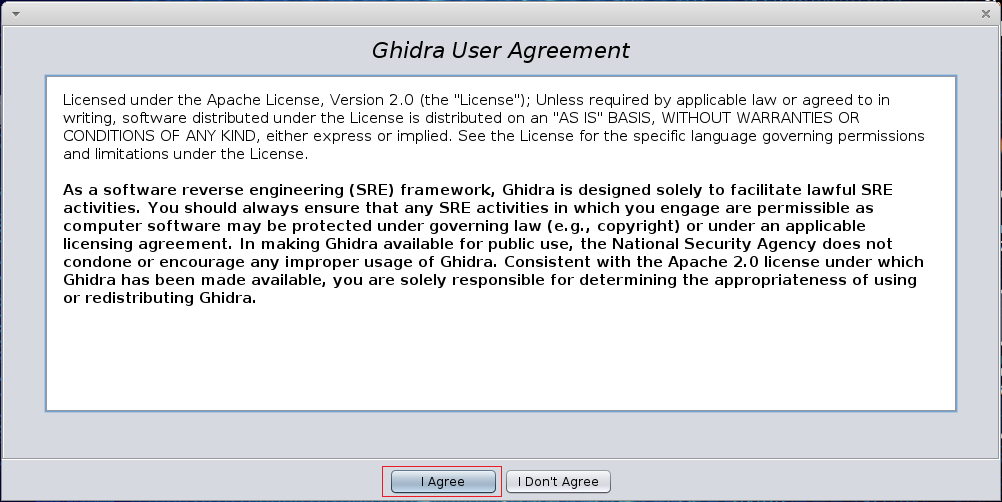 Ghidra User Agreement
Licensed under the Apache License, Version 2.0 (the "License"); Unless required by applicable law or agreed to in
writing, software distributed under the License is distributed on an "AS IS" BASIS, WITHOUT WARRANTIES OR
CONDITIONS OF ANY KIND, either express or implied. See the License for the specific language governing permissions
and limitations under the License.
As a software reverse engineering (SRE) framework, Ghidra is designed solely to facilitate lawful SRE
activities. You should always ensure that any SRE activities in which you engage are permissible as
computer software may be protected under governing law (e.g., copyright) or under an applicable
licensing agreement. In making Ghidra available for public use, the National Security Agency does not
condone or encourage any improper usage of Ghidra. Consistent with the Apache 2.0 license under which
Ghidra has been made available, you are solely responsible for determining the appropriateness of using
or redistributing Ghidra.
I Agree I Don't Agree